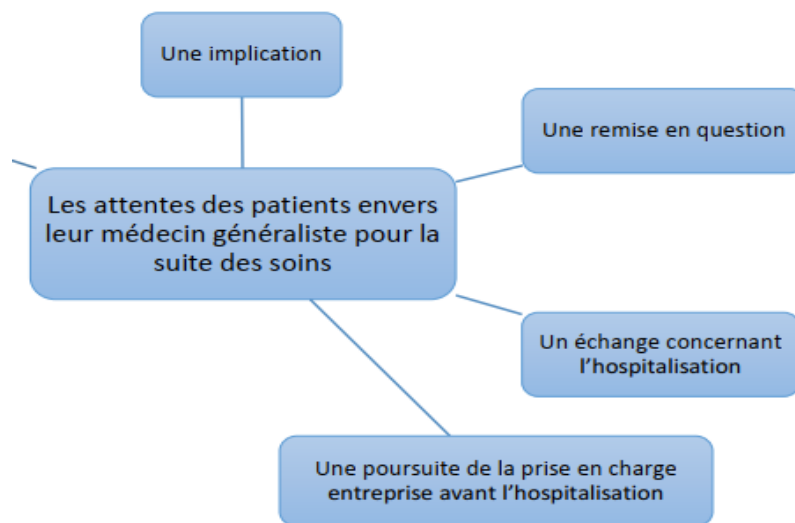 Une implication
Une remise en question
Les attentes des patients envers
leur médecin généraliste pour la
suite des soins
Un échange concernant
l'hospitalisation
Une poursuite de la prise en charge
entreprise avant l'hospitalisation